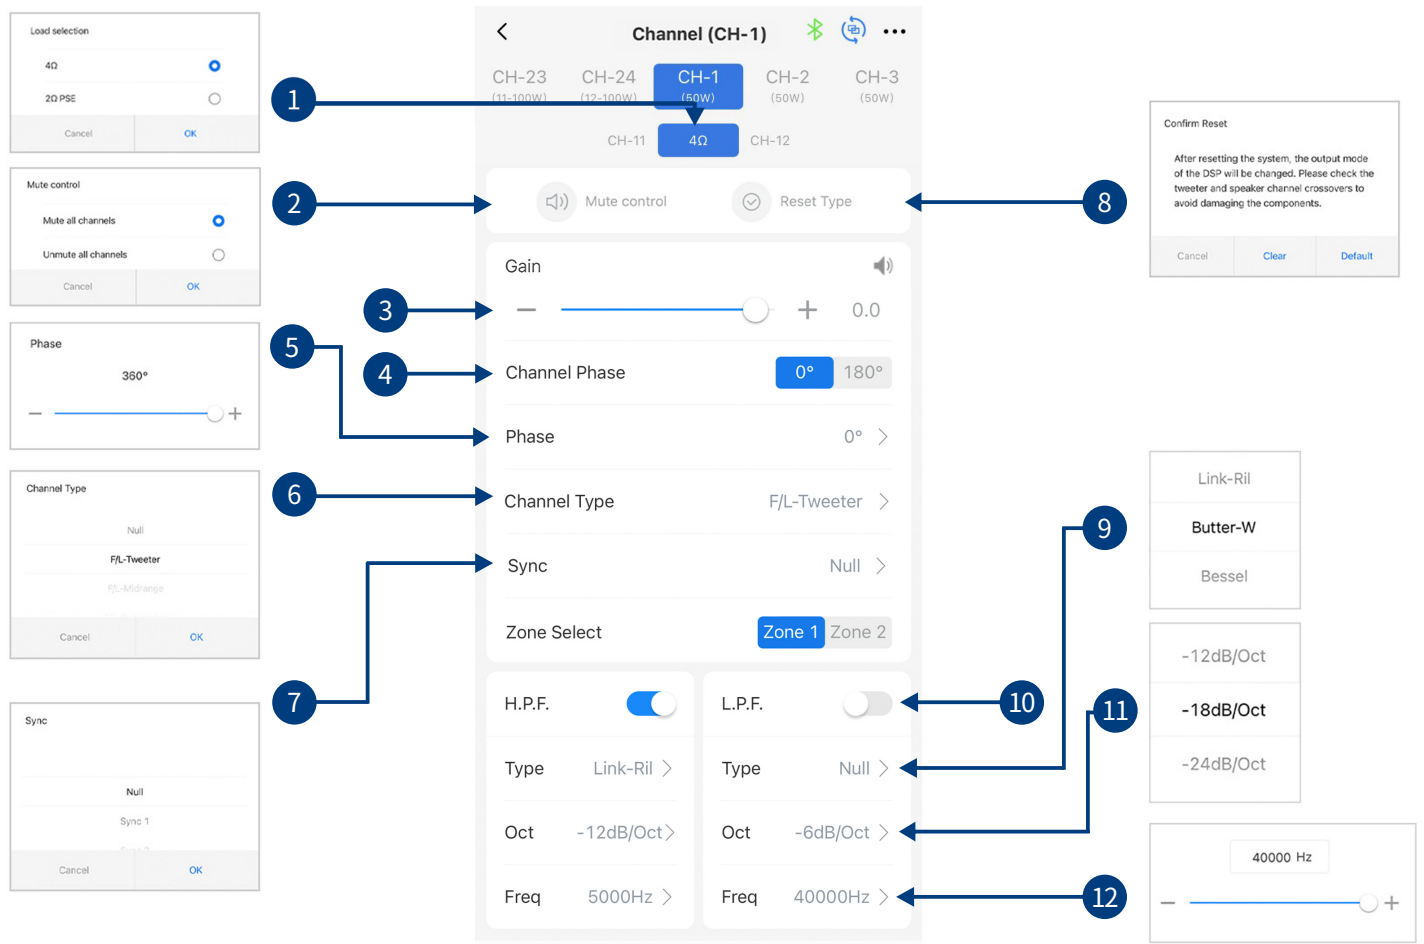 Load selection
4Ω
2Ω PSE
Cancel OK
Mute control
Mute all channels
Unmute all channels
Cancel OK
Phase
360°
Channel Type
Null
F/L-Tweeter
F/L-Midrange
Cancel OK
Sync
Null
Sync 1
Sync 2
Cancel OK
1
2
3
4
5
6
7
Channel (CH-1)
CH-23 CH-24 CH-1 CH-2 CH-3
(11-100W) (12-100W) (50W) (50W) (50W)
CH-11 4Ω CH-12
Mute control Reset Type
Gain
0.0
Channel Phase 0° 180°
Phase 0°
Channel Type F/L-Tweeter
Sync Null
Zone Select Zone 1 Zone 2
H.P.F.
Type Link-Ril
Oct -12dB/Oct
Freq 5000Hz
L.P.F.
Type Null
Oct -6dB/Oct
Freq 40000Hz
8
9
10
11
12
Confirm Reset
After resetting the system, the output mode
of the DSP will be changed. Please check the
tweeter and speaker channel crossovers to
avoid damaging the components.
Cancel Clear Default
Link-Ril
Butter-W
Bessel
-12dB/Oct
-18dB/Oct
-24dB/Oct
40000 Hz